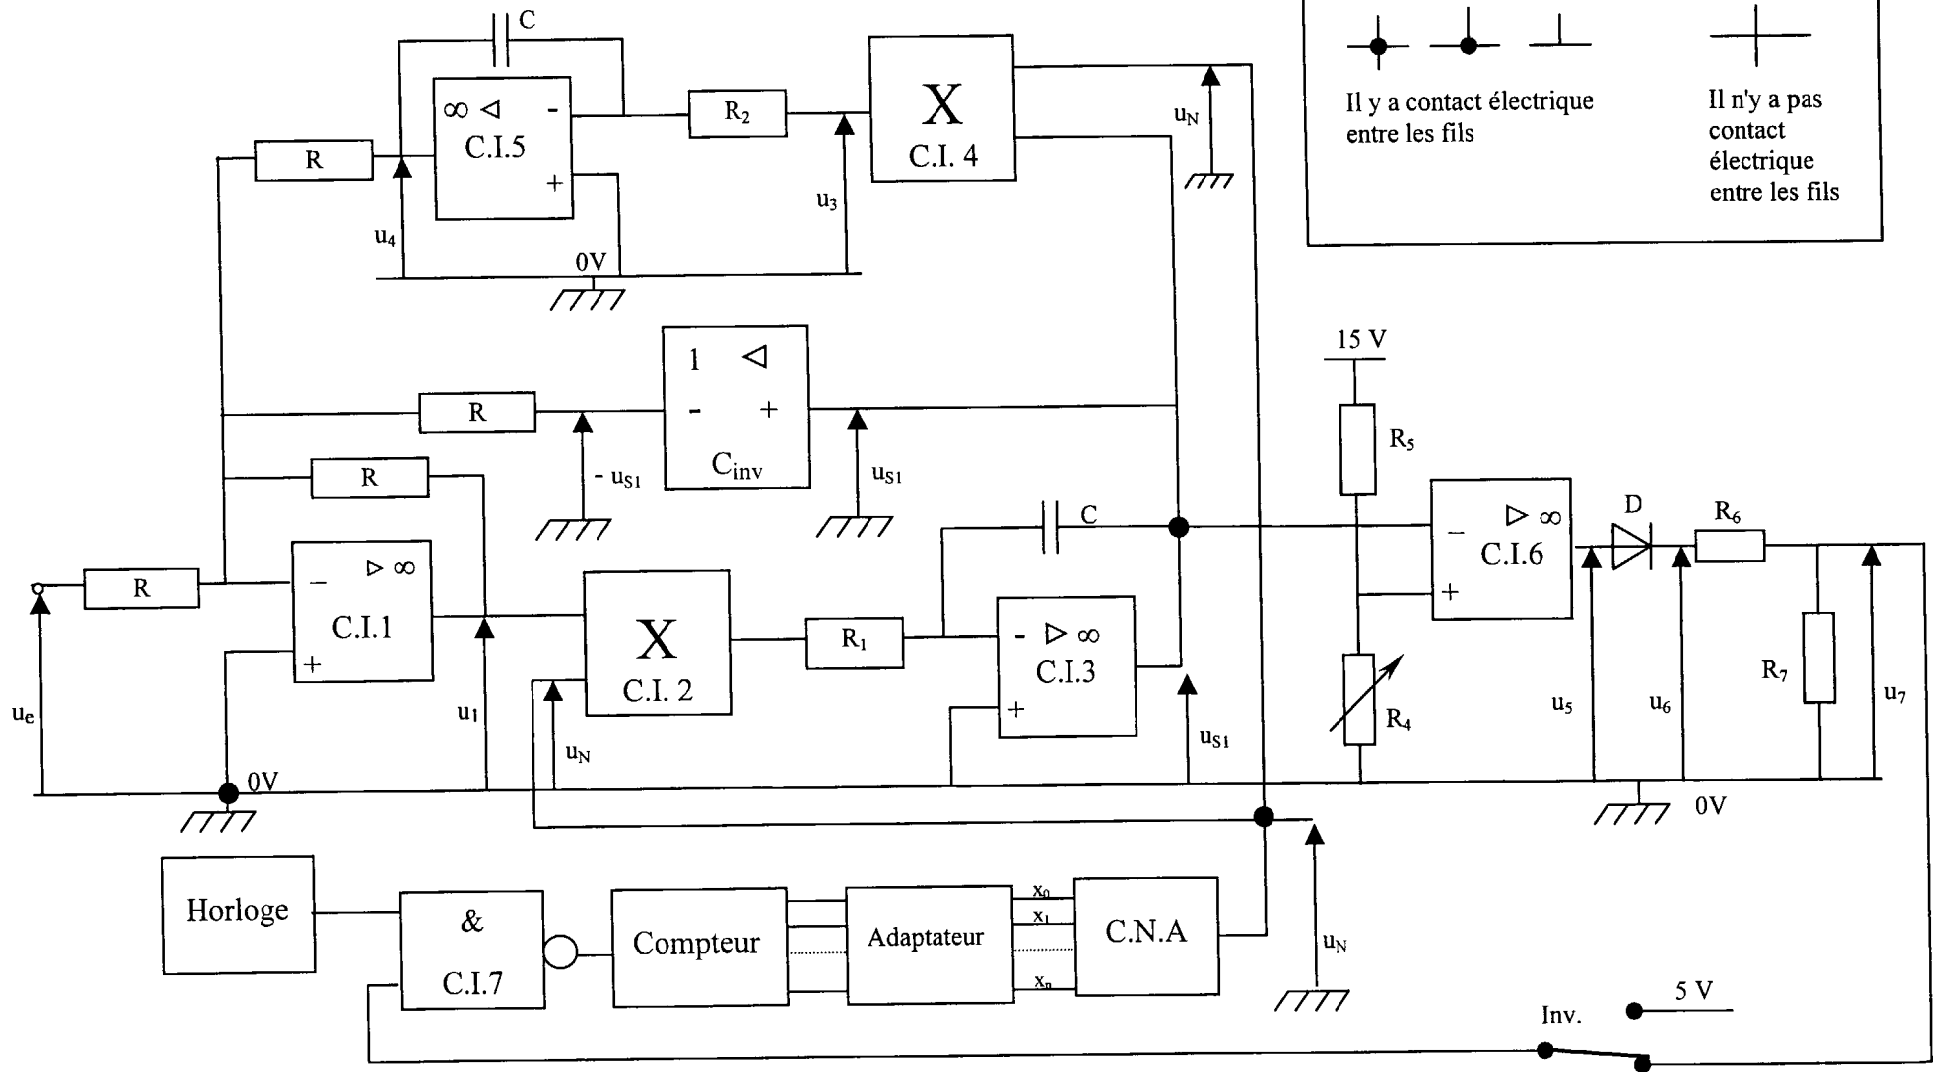 C
∞ ◁ -
C.I.5
+
R
R₂
X
C.I. 4
u_N
u₃
u₄
0V
Il y a contact électrique
entre les fils
Il n'y a pas
contact
électrique
entre les fils
1 ◁
- +
C_inv
R
- u_S1
u_S1
R
15 V
R₅
C
R
− ▷ ∞
C.I.1
+
X
C.I. 2
R₁
- ▷ ∞
C.I.3
+
− ▷ ∞
C.I.6
+
D
R₆
R₇
R₄
u_e
u₁
u_N
u_S1
u₅
u₆
u₇
0V
0V
Horloge
&
C.I.7
Compteur
Adaptateur
x₀
x₁
x_n
C.N.A
u_N
Inv.
5 V